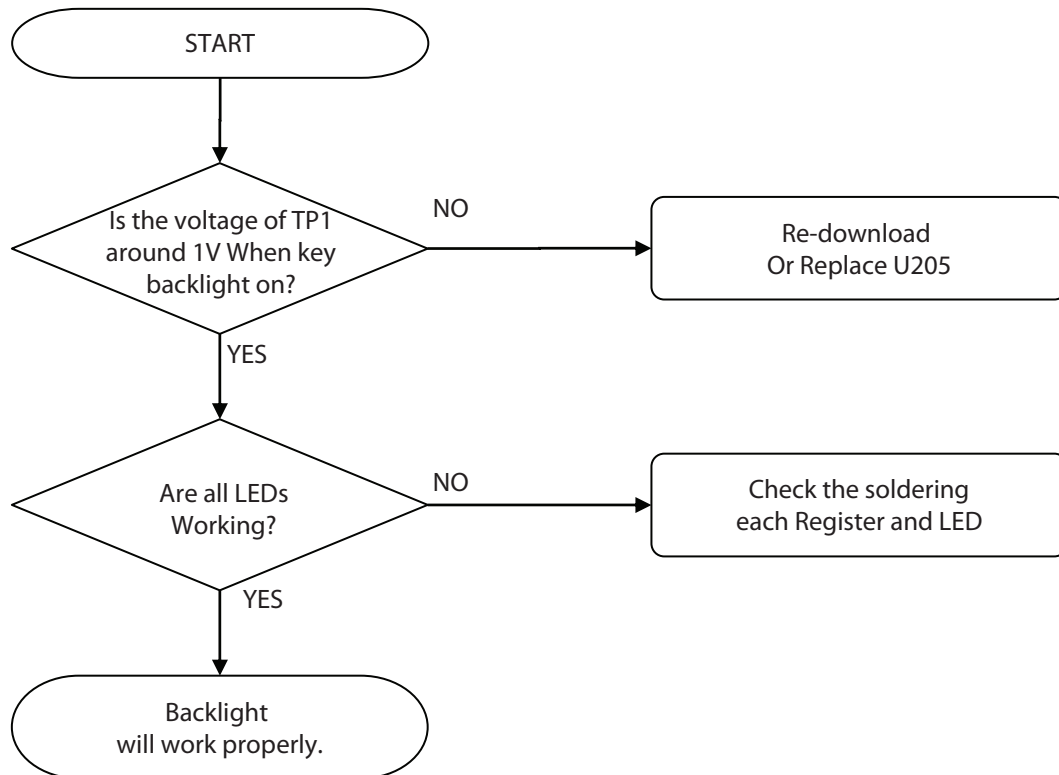 START
Is the voltage of TP1
around 1V When key
backlight on?
NO
Re-download
Or Replace U205
YES
Are all LEDs
Working?
NO
Check the soldering
each Register and LED
YES
Backlight
will work properly.